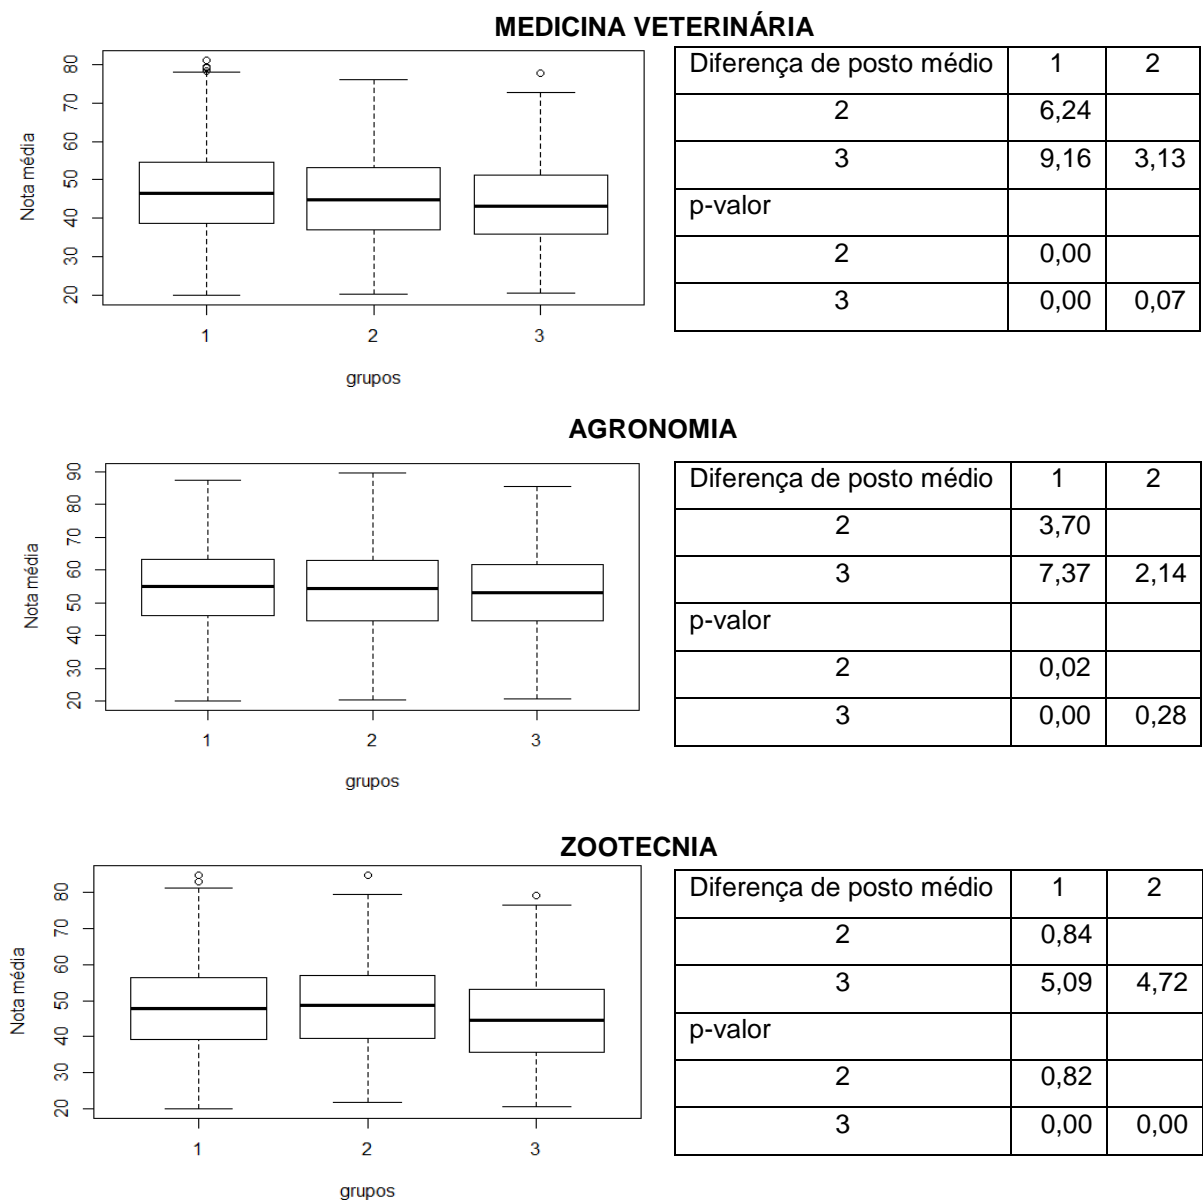 MEDICINA VETERINÁRIA
80
70
60
50
40
30
20
Nota média
1 2 3
grupos
Diferença de posto médio 1 2
2 6,24
3 9,16 3,13
p-valor
2 0,00
3 0,00 0,07
AGRONOMIA
90
80
70
60
50
40
30
20
Nota média
1 2 3
grupos
Diferença de posto médio 1 2
2 3,70
3 7,37 2,14
p-valor
2 0,02
3 0,00 0,28
ZOOTECNIA
80
70
60
50
40
30
20
Nota média
1 2 3
grupos
Diferença de posto médio 1 2
2 0,84
3 5,09 4,72
p-valor
2 0,82
3 0,00 0,00